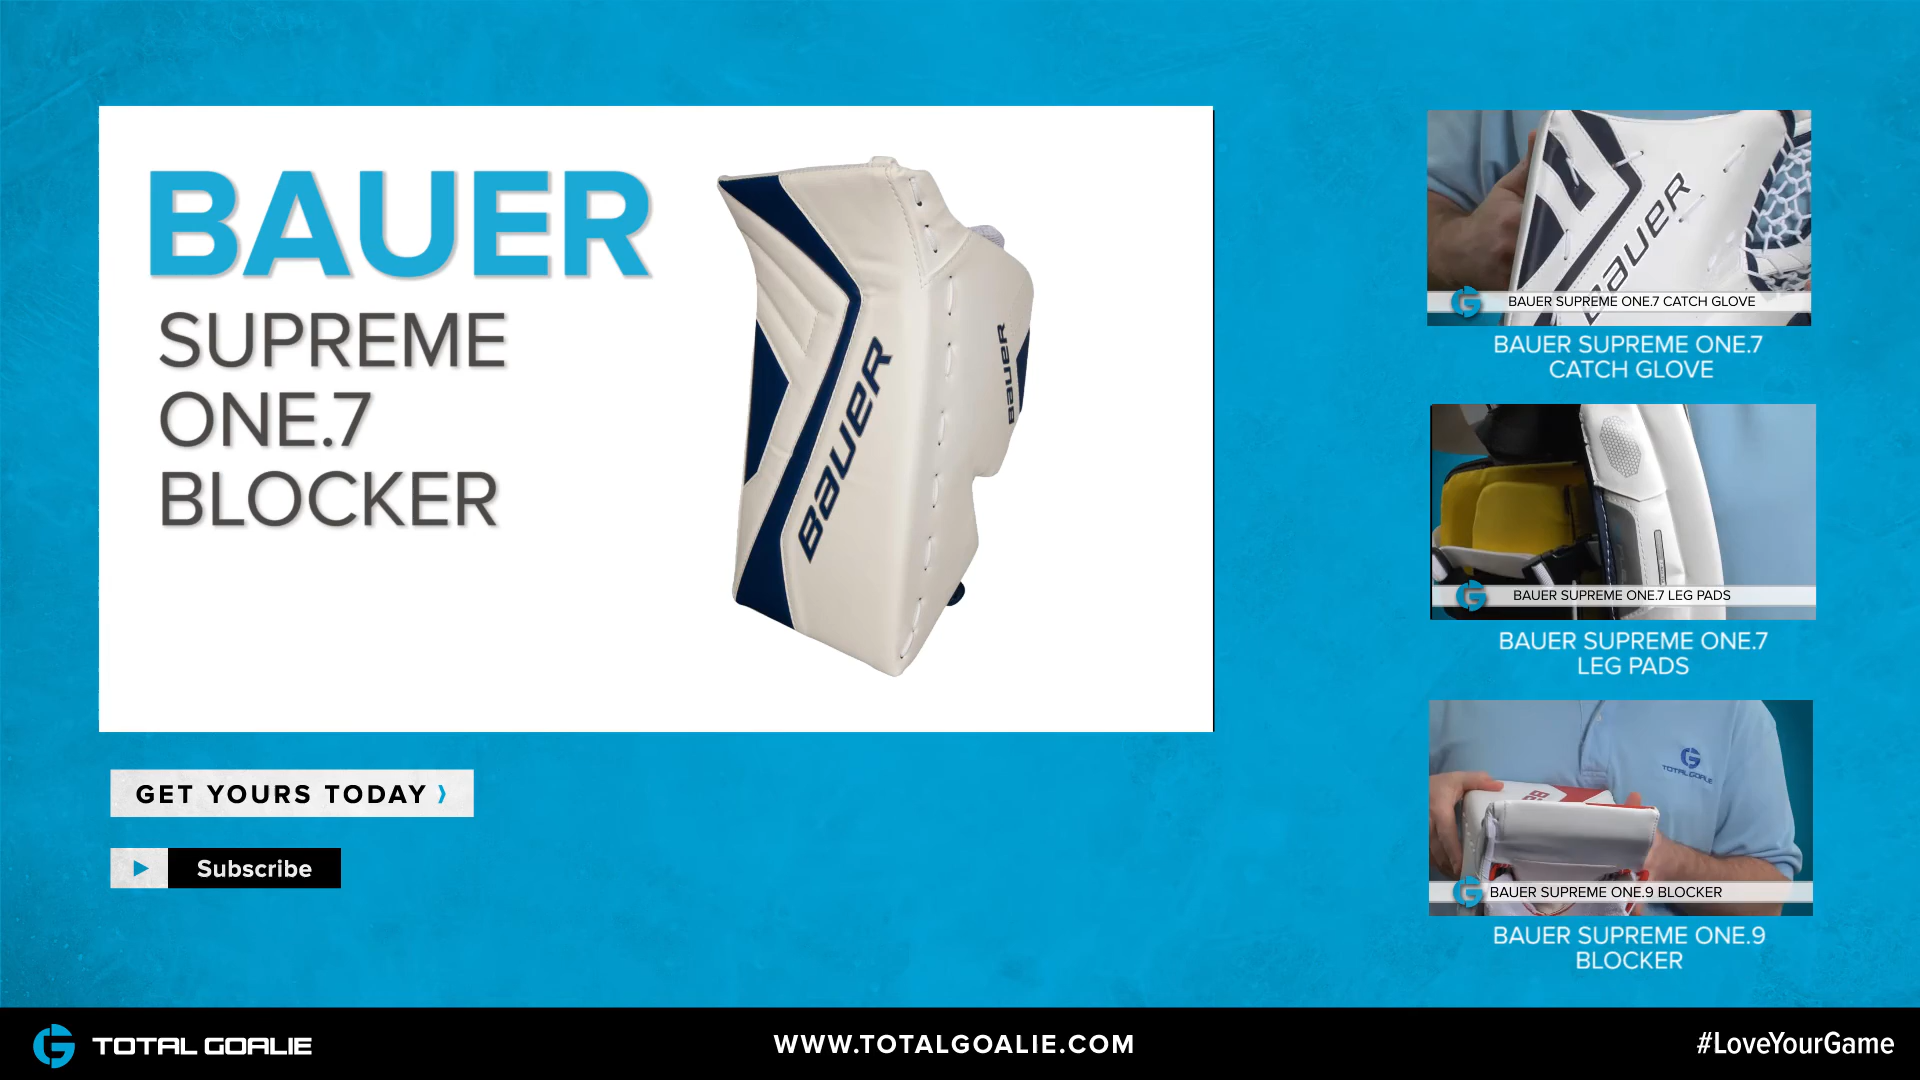 BAUER
SUPREME
ONE.7
BLOCKER
BAUER
BAUER
GET YOURS TODAY ⟩
Subscribe
BAUER
BAUER SUPREME ONE.7 CATCH GLOVE
BAUER SUPREME ONE.7
CATCH GLOVE
BAUER SUPREME ONE.7 LEG PADS
BAUER SUPREME ONE.7
LEG PADS
TOTAL GOALIE
BAUER SUPREME ONE.9 BLOCKER
BAUER SUPREME ONE.9
BLOCKER
TOTAL GOALIE
WWW.TOTALGOALIE.COM
#LoveYourGame